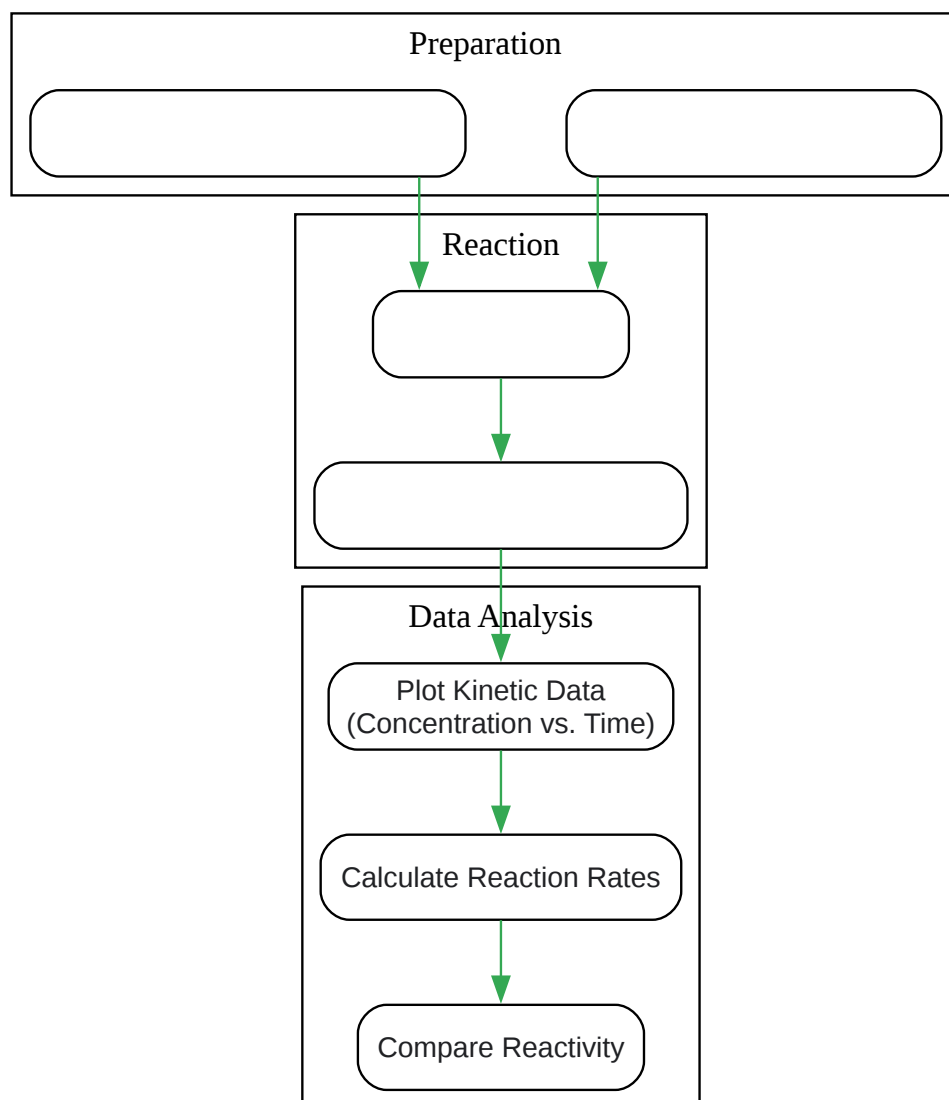 Preparation
Reaction
Data Analysis
Plot Kinetic Data
(Concentration vs. Time)
Calculate Reaction Rates
Compare Reactivity